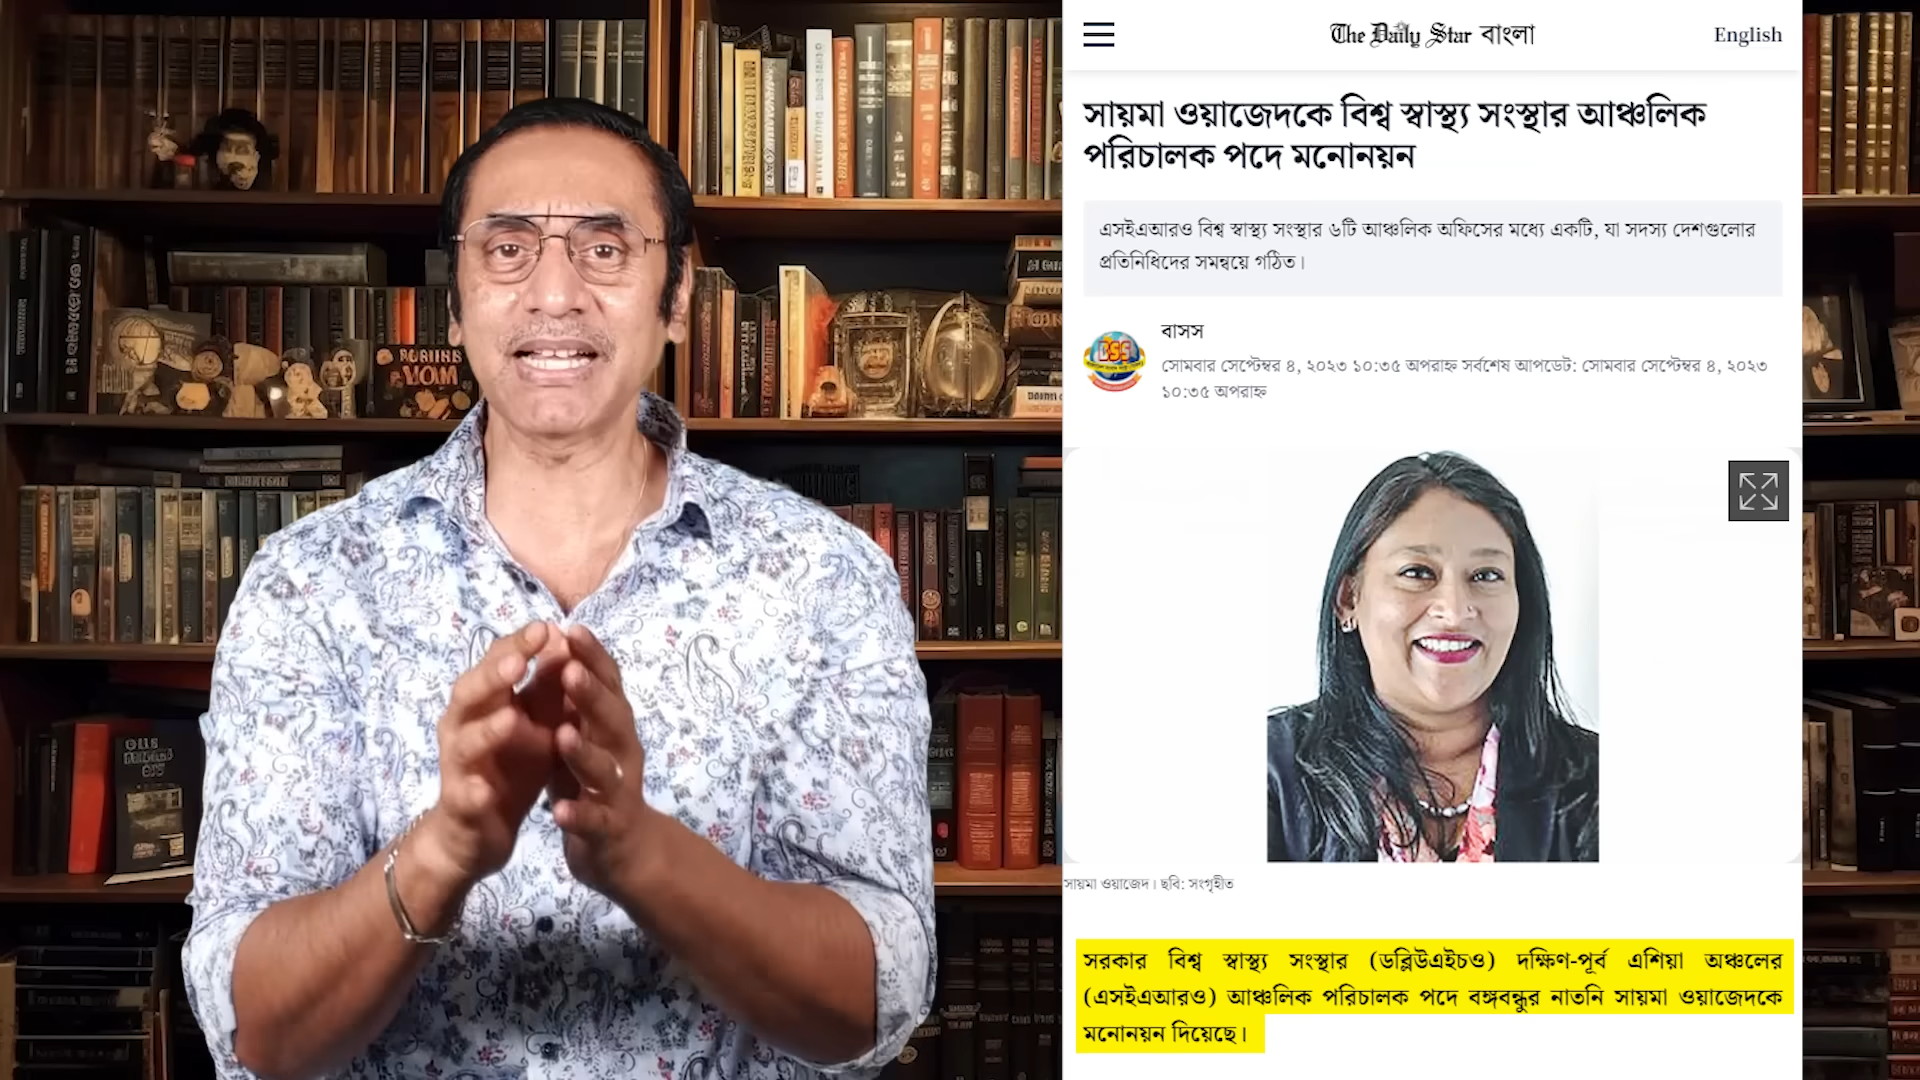 The Daily Star বাংলা
English
সায়মা ওয়াজেদকে বিশ্ব স্বাস্থ্য সংস্থার আঞ্চলিক
পরিচালক পদে মনোনয়ন
এসইএআরও বিশ্ব স্বাস্থ্য সংস্থার ৬টি আঞ্চলিক অফিসের মধ্যে একটি, যা সদস্য দেশগুলোর
প্রতিনিধিদের সমন্বয়ে গঠিত।
BSS
বাসস
সোমবার সেপ্টেম্বর ৪, ২০২৩ ১০:৩৫ অপরাহ্ন সর্বশেষ আপডেট: সোমবার সেপ্টেম্বর ৪, ২০২৩
১০:৩৫ অপরাহ্ন
সায়মা ওয়াজেদ। ছবি: সংগৃহীত
সরকার বিশ্ব স্বাস্থ্য সংস্থার (ডব্লিউএইচও) দক্ষিণ-পূর্ব এশিয়া অঞ্চলের
(এসইএআরও) আঞ্চলিক পরিচালক পদে বঙ্গবন্ধুর নাতনি সায়মা ওয়াজেদকে
মনোনয়ন দিয়েছে।